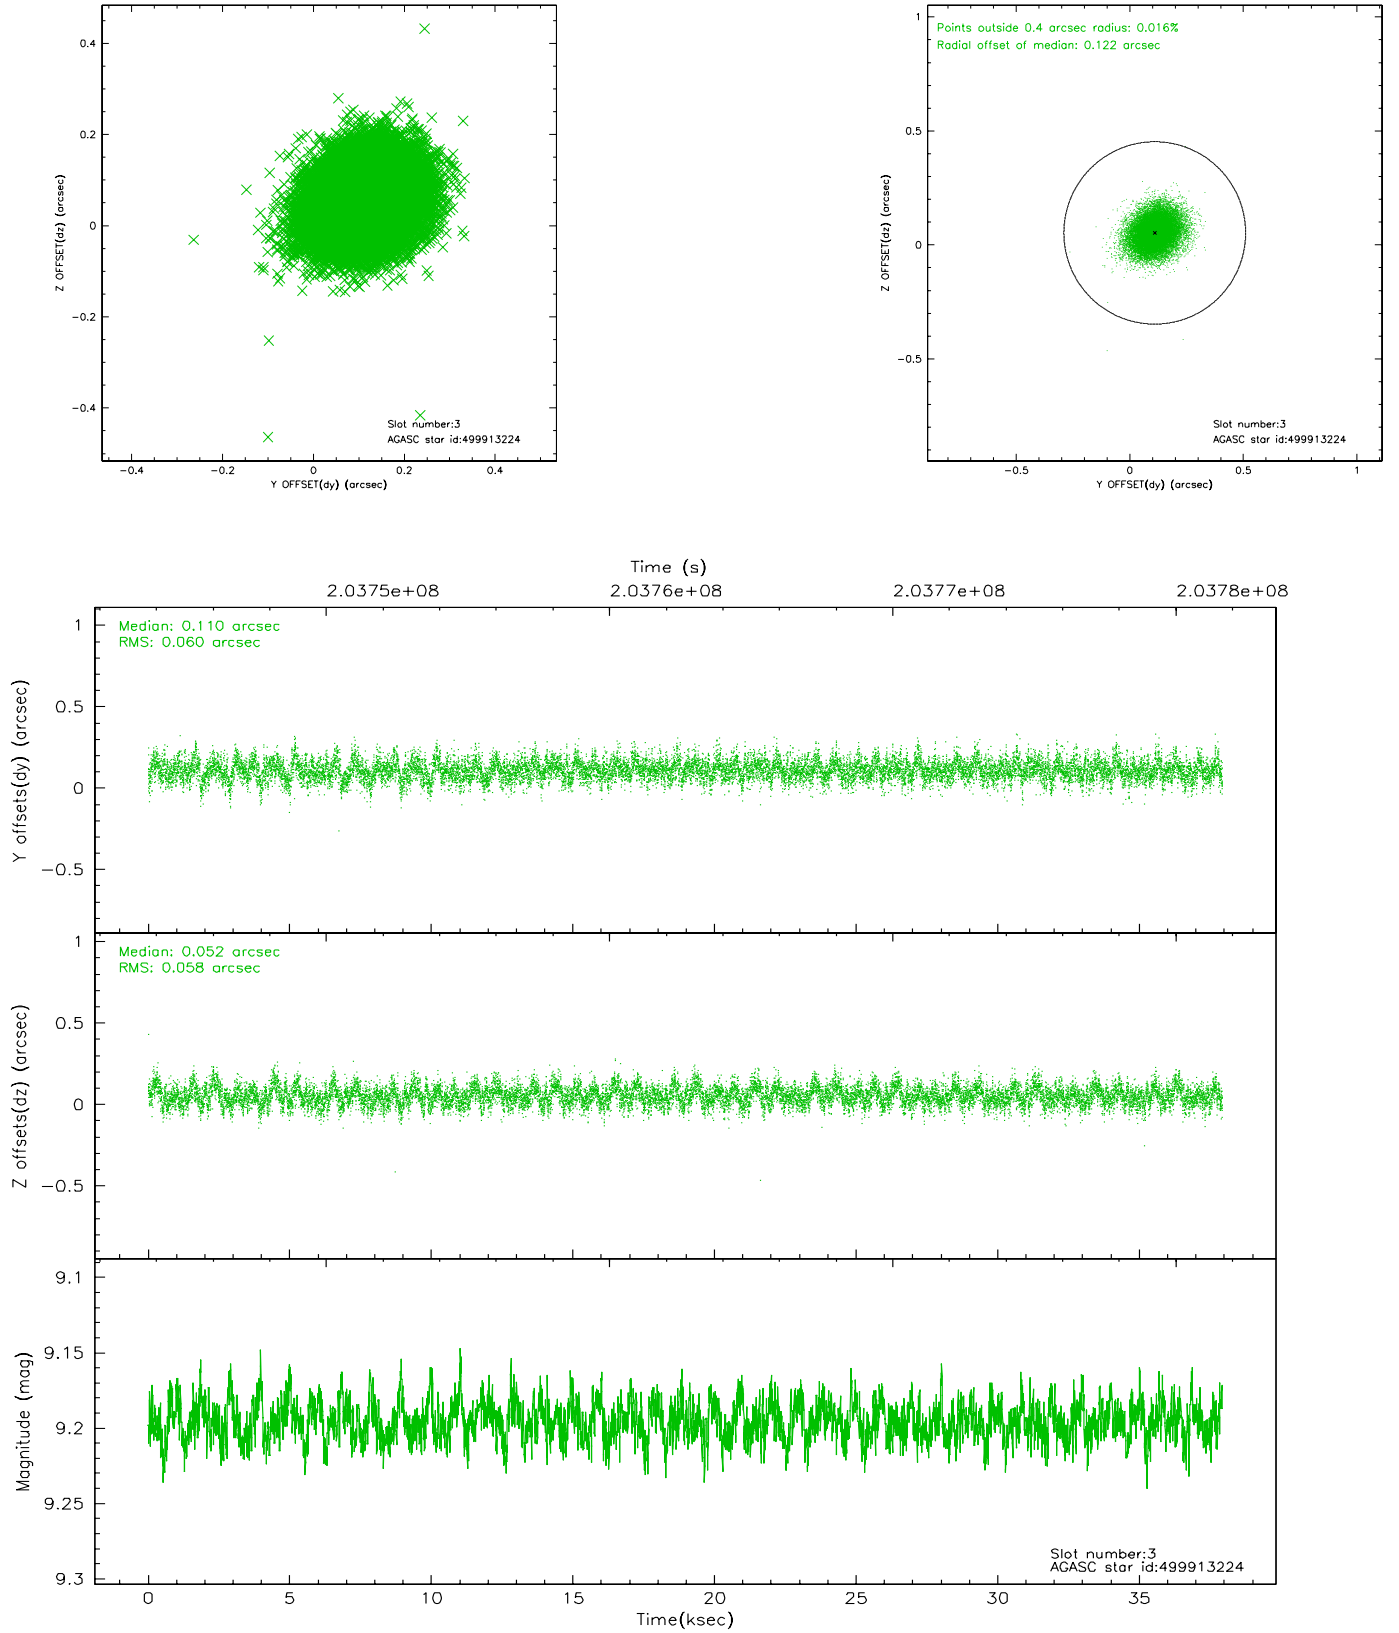 0.4
0.2
0
−0.2
−0.4
Z OFFSET(dz) (arcsec)
Slot number:3
AGASC star id:499913224
−0.4 −0.2 0 0.2 0.4
Y OFFSET(dy) (arcsec)
Points outside 0.4 arcsec radius: 0.016%
Radial offset of median: 0.122 arcsec
1
0.5
0
−0.5
Z OFFSET(dz) (arcsec)
Slot number:3
AGASC star id:499913224
−0.5 0 0.5 1
Y OFFSET(dy) (arcsec)
Time (s)
2.0375e+08 2.0376e+08 2.0377e+08 2.0378e+08
Median: 0.110 arcsec
RMS: 0.060 arcsec
1
0.5
0
−0.5
Y offsets(dy) (arcsec)
Median: 0.052 arcsec
RMS: 0.058 arcsec
1
0.5
0
−0.5
Z offsets(dz) (arcsec)
9.1
9.15
9.2
9.25
9.3
Magnitude (mag)
Slot number:3
AGASC star id:499913224
0 5 10 15 20 25 30 35
Time(ksec)